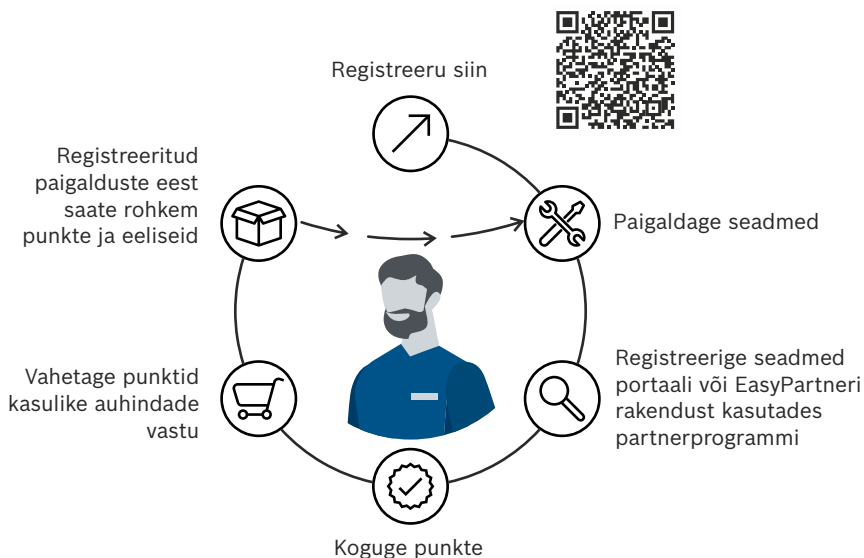 Registreeru siin
Paigaldage seadmed
Registreerige seadmed
portaali või EasyPartneri
rakendust kasutades
partnerprogrammi
Koguge punkte
Vahetage punktid
kasulike auhindade
vastu
Registreeritud
paigalduste eest
saate rohkem
punkte ja eeliseid